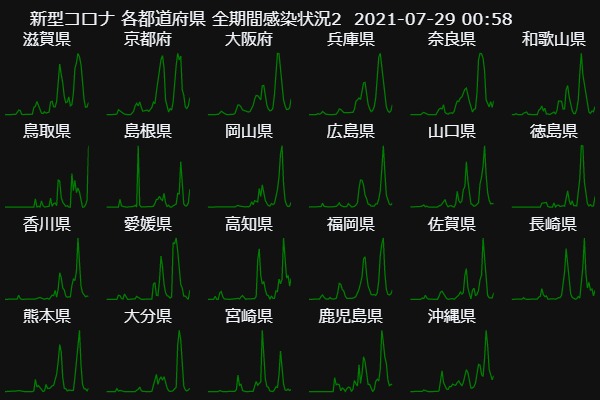 新型コロナ 各都道府県 全期間感染状況2 2021-07-29 00:58
滋賀県 京都府 大阪府 兵庫県 奈良県 和歌山県
鳥取県 島根県 岡山県 広島県 山口県 徳島県
香川県 愛媛県 高知県 福岡県 佐賀県 長崎県
熊本県 大分県 宮崎県 鹿児島県 沖縄県